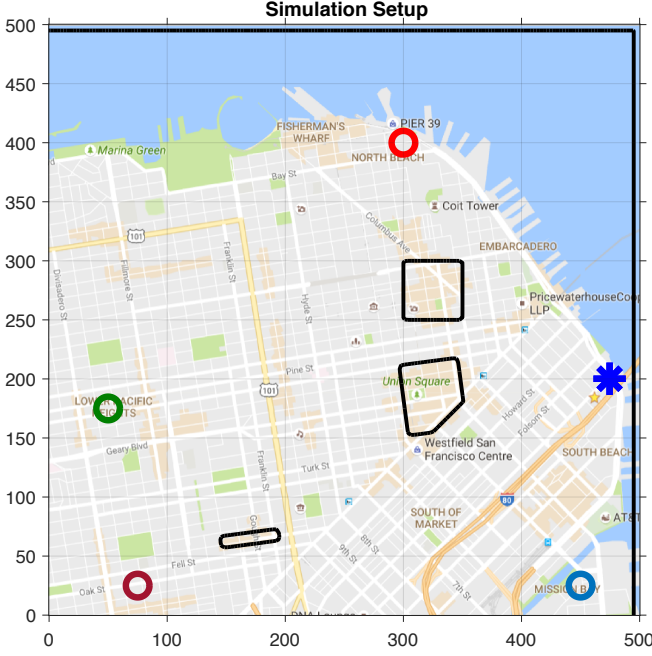 Simulation Setup
500
450
400
350
300
250
200
150
100
50
0
PIER 39
FISHERMAN'S
WHARF
Marina Green
NORTH BEACH
Bay St
Coit Tower
Columbus Ave
101
EMBARCADERO
Divisadero St
Fillmore St
Franklin St
Hyde St
PricewaterhouseCoop
LLP
Pine St
Union Square
101
Howard St
Folsom St
Geary Blvd
Westfield San
Francisco Centre
SOUTH BEACH
Franklin St
Turk St
80
SOUTH OF
MARKET
AT&T
9th St
8th St
Fell St
7th St
Oak St
MISSION BAY
0
100
200
300
400
500